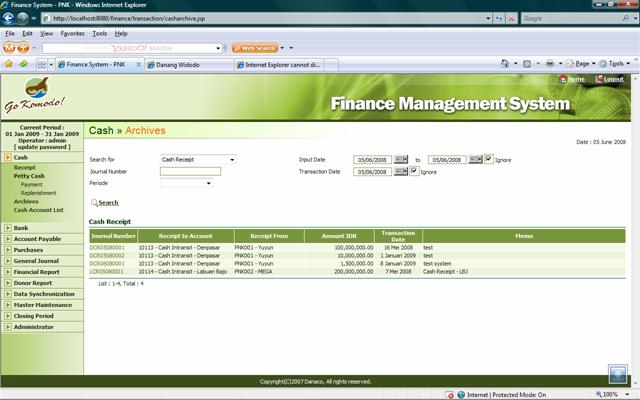 Finance System - PNK - Windows Internet Explorer
http://localhost:8080/finance/transaction/casharchive.jsp
Google
File Edit View Favorites Tools Help
YAHOO! SEARCH
Web Search
Finance System - PNK
Danang Widodo
Internet Explorer cannot di...
Page
Tools
Go Komodo!
Home
Logout
Finance Management System
Current Period :
01 Jan 2009 - 31 Jan 2009
Operator : admin
[ update password ]
Cash
Receipt
Petty Cash
Payment
Replenishment
Archives
Cash Account List
Bank
Account Payable
Purchases
General Journal
Financial Report
Donor Report
Data Synchronization
Master Maintenance
Closing Period
Administrator
Cash » Archives
Date : 05 June 2008
Search for Cash Receipt Input Date 05/06/2008 to 05/06/2008 Ignore
Journal Number Transaction Date 05/06/2008 Ignore
Periode
Search
Cash Receipt
Journal Number Receipt to Account Receipt From Amount IDR Transaction Date Memo
OCR05080001 10113 - Cash Intransit - Denpasar PNK001 - Yuyun 100,000,000.00 16 Mei 2008 test
OCR05080002 10113 - Cash Intransit - Denpasar PNK001 - Yuyun 10,000,000.00 1 Januari 2009 test
OCR06080001 10113 - Cash Intransit - Denpasar PNK001 - Yuyun 1,500,000.00 8 Januari 2009 test system
LCR05080001 10114 - Cash Intransit - Labuan Bajo PNK002 - MEGA 200,000,000.00 7 Mei 2008 Cash Receipt - LBJ
List : 1-4, Total : 4
Copyright(C)2007 Danaco, All rights reserved.
Internet | Protected Mode: On
100%